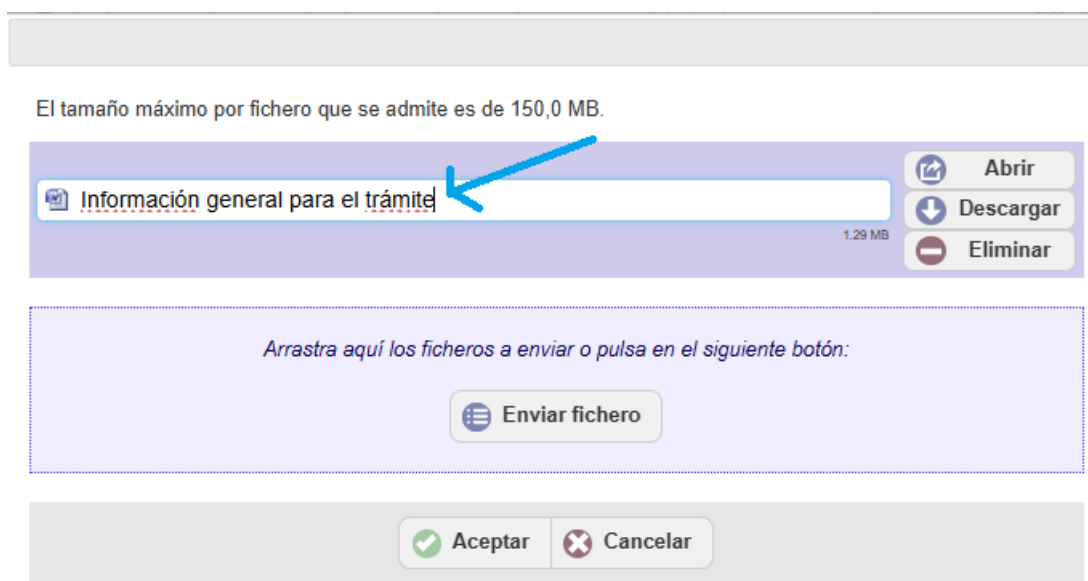 El tamaño máximo por fichero que se admite es de 150,0 MB.
Abrir
Información general para el trámite
Descargar
1.29 MB
Eliminar
Arrastra aquí los ficheros a enviar o pulsa en el siguiente botón:
Enviar fichero
Aceptar Cancelar